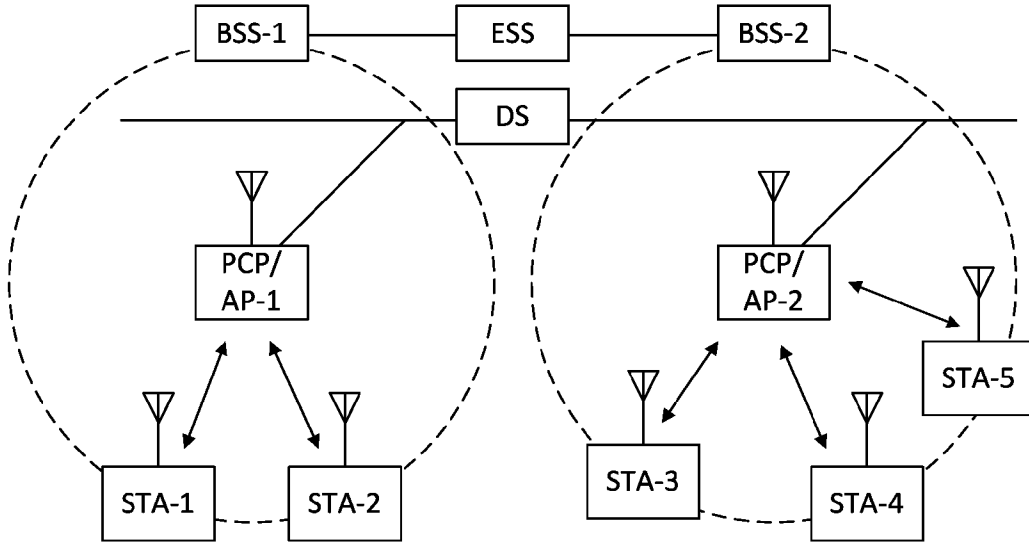 BSS-1
ESS
BSS-2
DS
PCP/
AP-1
PCP/
AP-2
STA-1
STA-2
STA-3
STA-4
STA-5